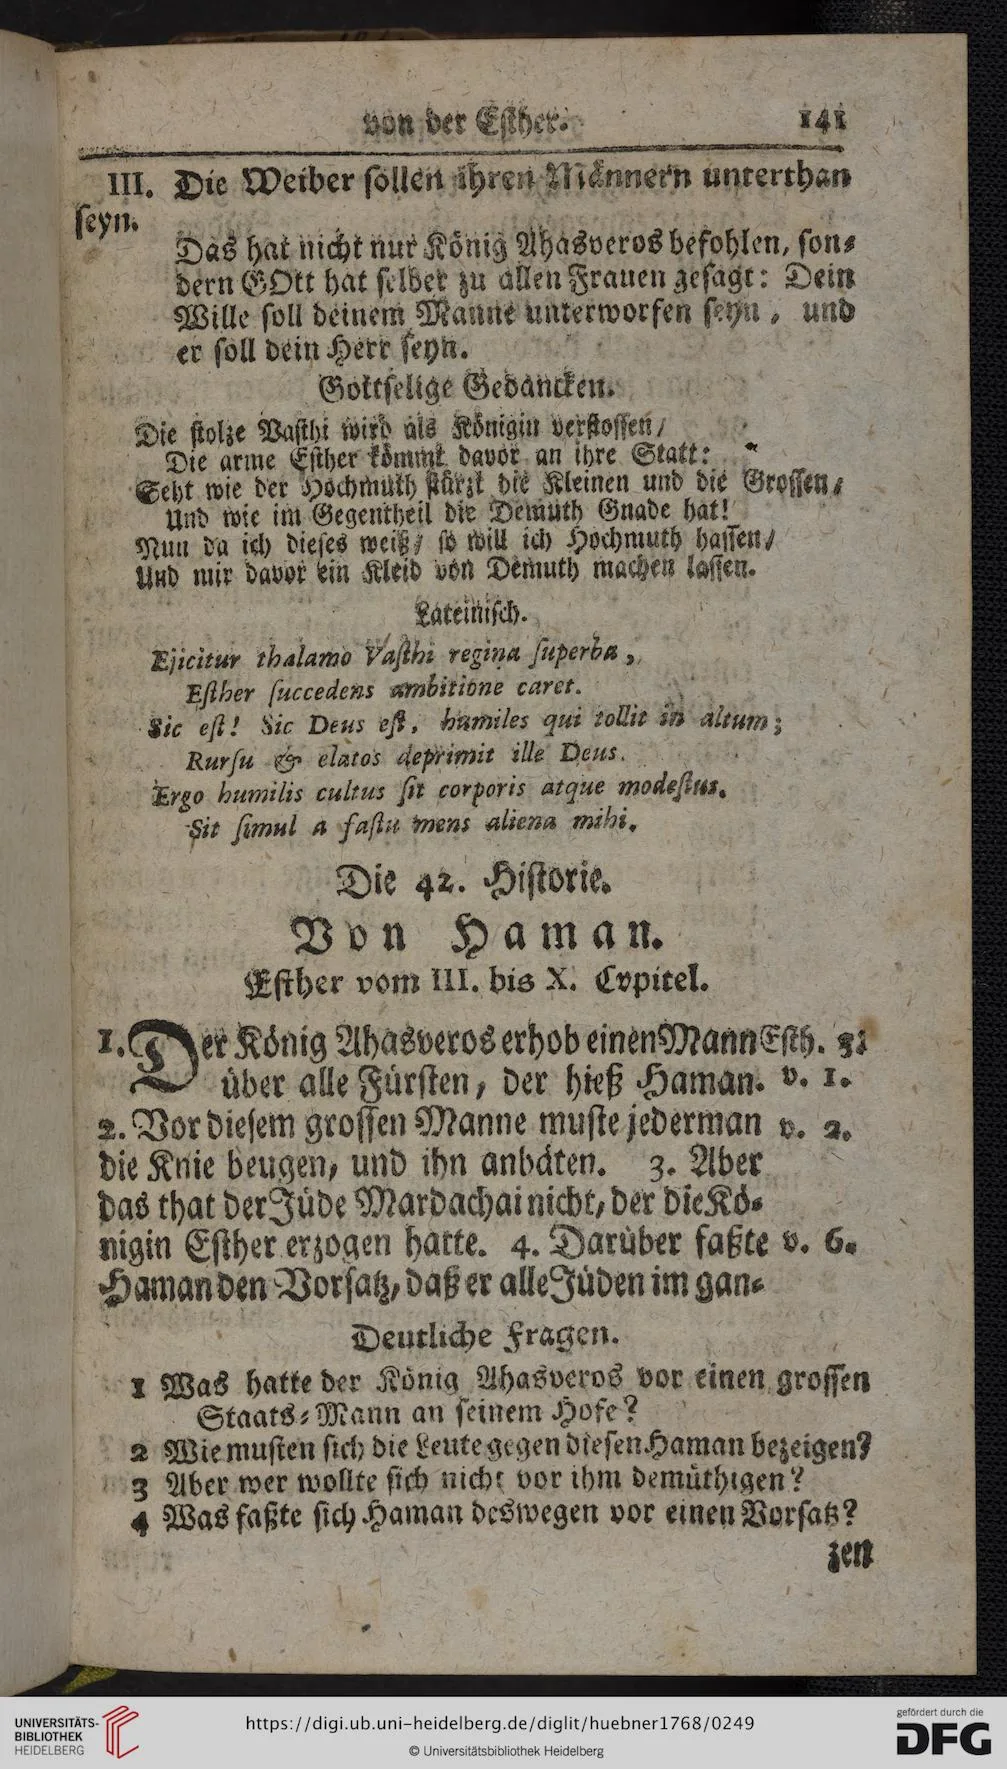 von der Esther. 141
III. Die Weiber sollen ihren Männern unterthan
seyn.
Das hat nicht nur König Ahasveros befohlen, son⸗
dern GOtt hat selber zu allen Frauen gesagt: Dein
Wille soll deinem Manne unterworfen seyn, und
er soll dein Herr seyn.
Gottselige Gedancken.
Die stolze Vasthi wird als Königin verstossen/
Die arme Esther kömmt davor an ihre Statt:
Seht wie der Hochmuth stürzt die Kleinen und die Grossen/
Und wie im Gegentheil die Demuth Gnade hat!
Nun da ich dieses weiß/ so will ich Hochmuth hassen/
Und mir davor ein Kleid von Demuth machen lassen.
Lateinisch.
Ejicitur thalamo Vasthi regina superba,
Esther succedens ambitione caret.
Sic est! Sic Deus est, humiles qui tollit in altum;
Rursu & elatos deprimit ille Deus.
Ergo humilis cultus sit corporis atque modestus,
Sit simul a fastu mens aliena mihi.
Die 42. Historie.
Von Haman.
Esther vom III. bis X. Cvpitel.
1. Der König Ahasveros erhob einen Mann Esth. 3:
über alle Fürsten, der hieß Haman. v. 1.
2. Vor diesem grossen Manne muste jederman v. 2.
die Knie beugen, und ihn anbäten. 3. Aber
das that der Jüde Mardachai nicht, der die Kö⸗
nigin Esther erzogen hatte. 4. Darüber faßte v. 6.
Haman den Vorsatz, daß er alle Jüden im gan⸗
Deutliche Fragen.
1 Was hatte der König Ahasveros vor einen grossen
Staats⸗Mann an seinem Hofe?
2 Wie musten sich die Leute gegen diesen Haman bezeigen?
3 Aber wer wollte sich nicht vor ihm demüthigen?
4 Was faßte sich Haman deswegen vor einen Vorsatz?
zen
UNIVERSITÄTS-
BIBLIOTHEK
HEIDELBERG
https://digi.ub.uni-heidelberg.de/diglit/huebner1768/0249
© Universitätsbibliothek Heidelberg
gefördert durch die
DFG